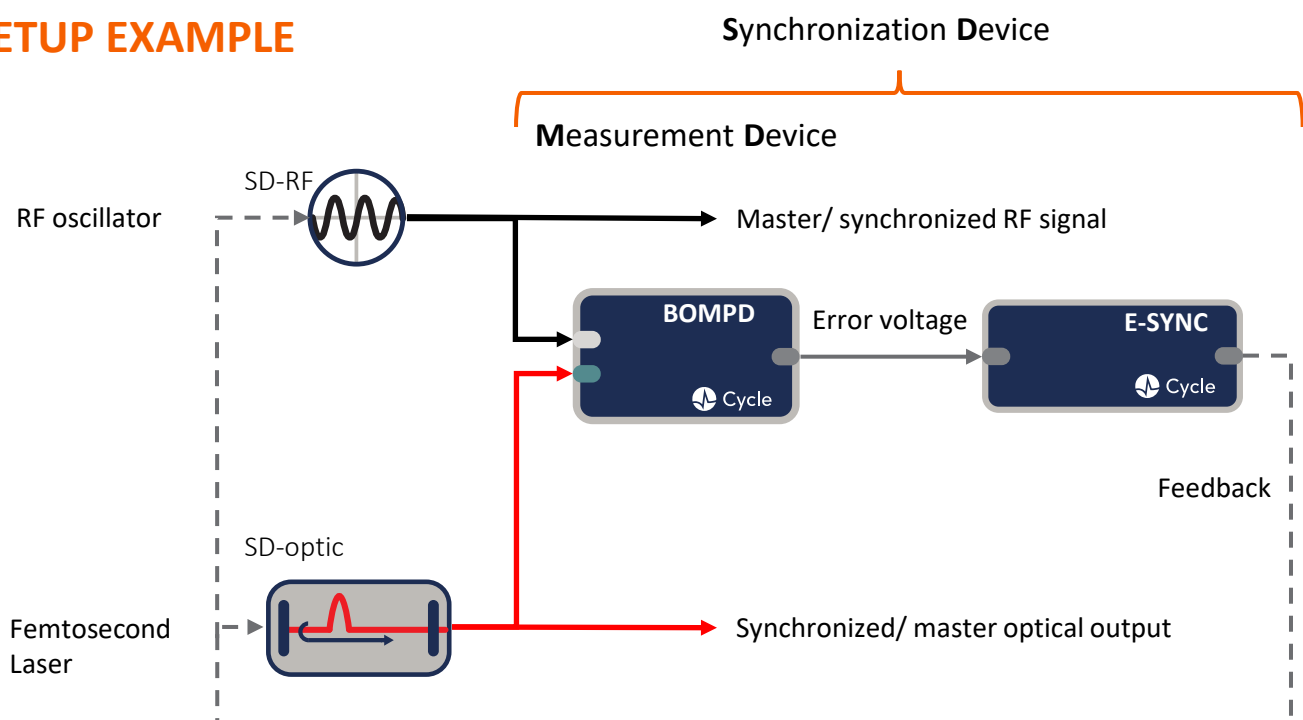 ETUP EXAMPLE
Synchronization Device
Measurement Device
SD-RF
RF oscillator
Master/ synchronized RF signal
BOMPD
Error voltage
E-SYNC
Cycle
Cycle
Feedback
SD-optic
Femtosecond
Laser
Synchronized/ master optical output